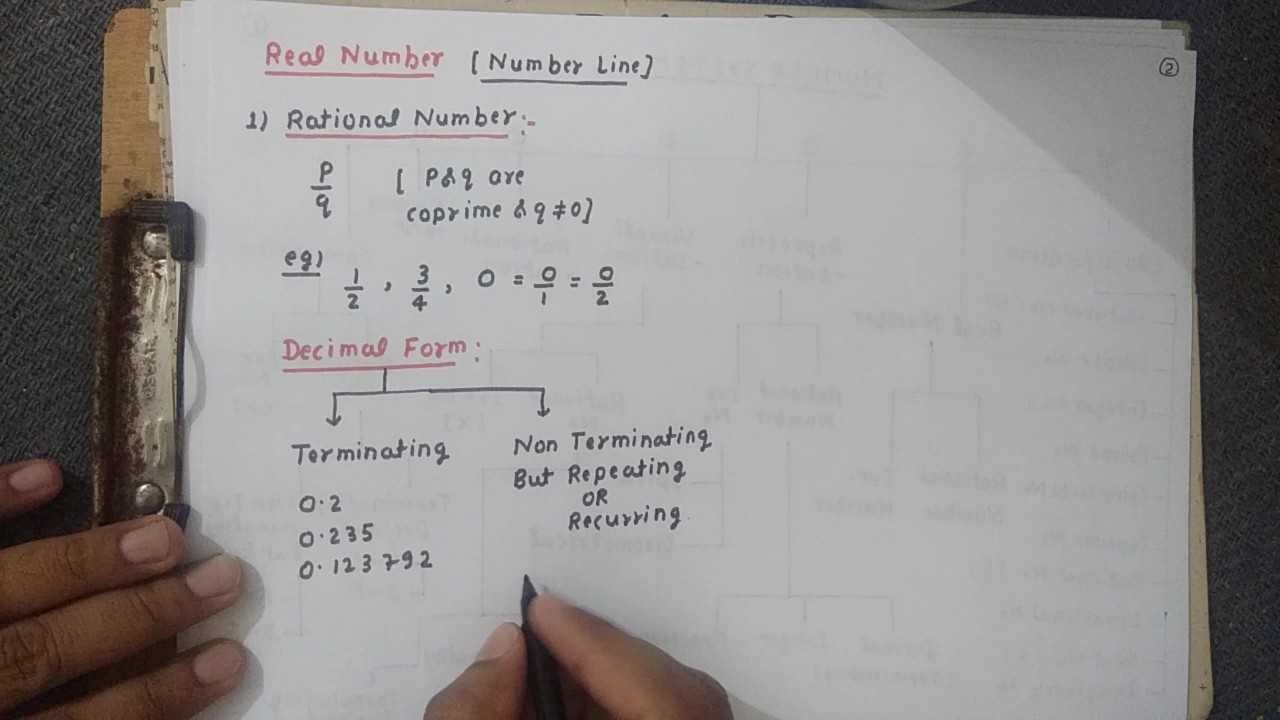 Real Number [Number Line]
②
1) Rational Number:-
P/q [P & q are
coprime & q ≠ 0]
eg) 1/2, 3/4, 0 = 0/1 = 0/2
Decimal Form:
Terminating
0.2
0.235
0.123792
Non Terminating
But Repeating
OR
Recurring.